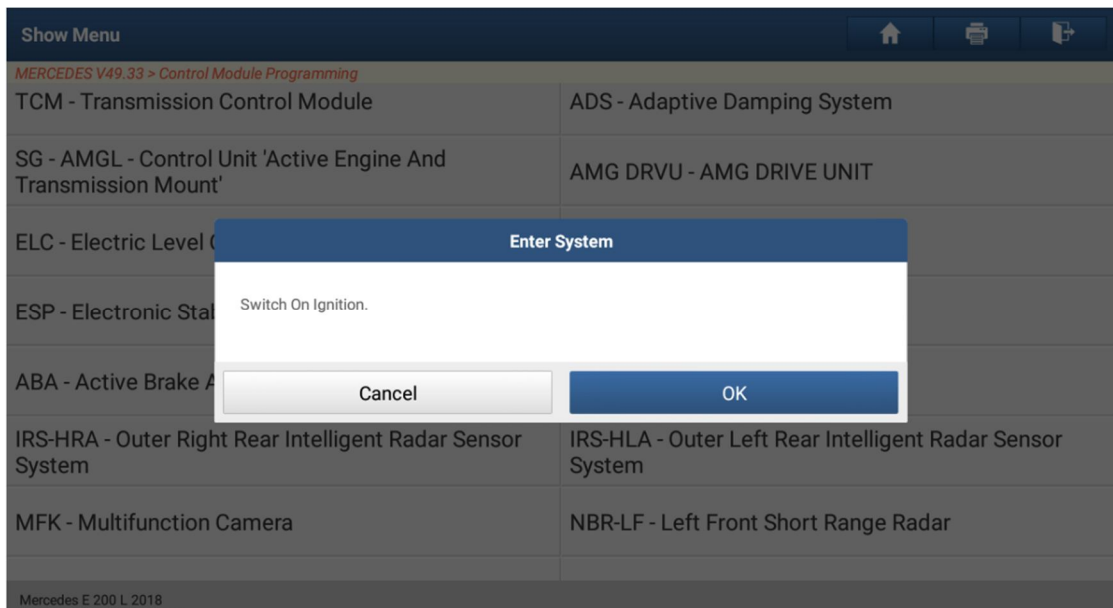 Show Menu
MERCEDES V49.33 > Control Module Programming
TCM - Transmission Control Module
ADS - Adaptive Damping System
SG - AMGL - Control Unit 'Active Engine And
Transmission Mount'
AMG DRVU - AMG DRIVE UNIT
ELC - Electric Level
Enter System
ESP - Electronic
Switch On Ignition.
ABA - Active Brake
Cancel
OK
IRS-HRA - Outer Right Rear Intelligent Radar Sensor
System
IRS-HLA - Outer Left Rear Intelligent Radar Sensor
System
MFK - Multifunction Camera
NBR-LF - Left Front Short Range Radar
Mercedes E 200 L 2018